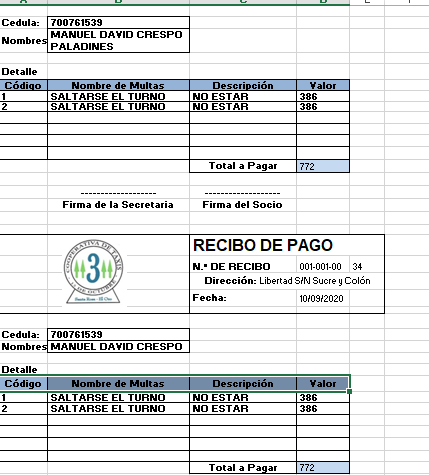 Cedula: 700761539
Nombres MANUEL DAVID CRESPO
PALADINES
Detalle
Código Nombre de Multas Descripción Valor
1 SALTARSE EL TURNO NO ESTAR 386
2 SALTARSE EL TURNO NO ESTAR 386
Total a Pagar 772
------------------- -------------------
Firma de la Secretaria Firma del Socio
COOPERATIVA DE TAXIS
3
RECIBO DE PAGO
N.º DE RECIBO 001-001-00 34
Dirección: Libertad S/N Sucre y Colón
Fecha: 10/09/2020
Cedula: 700761539
Nombres MANUEL DAVID CRESPO
Detalle
Código Nombre de Multas Descripción Valor
1 SALTARSE EL TURNO NO ESTAR 386
2 SALTARSE EL TURNO NO ESTAR 386
Total a Pagar 772